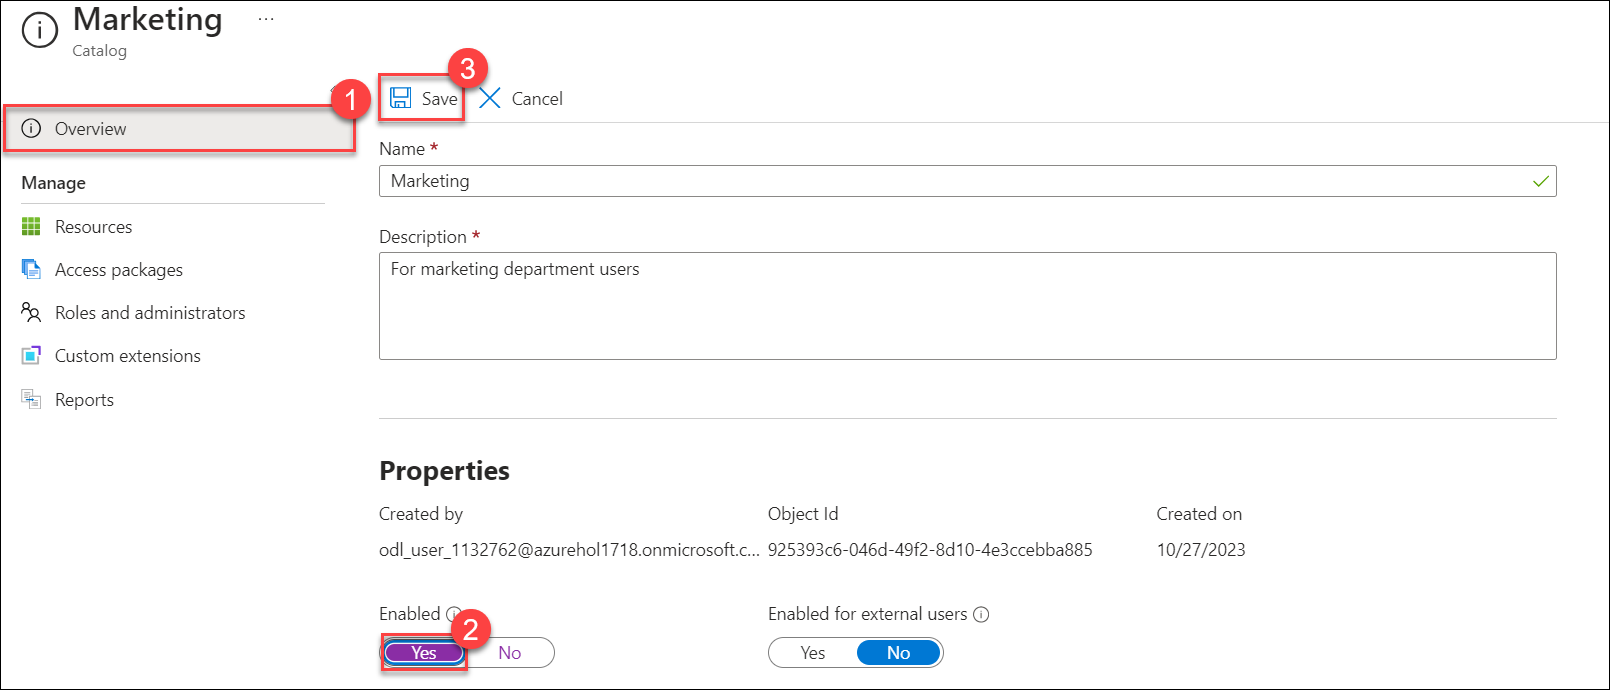 Marketing ...
Catalog
1
3
Save Cancel
Overview
Manage
Resources
Access packages
Roles and administrators
Custom extensions
Reports
Name *
Marketing
Description *
For marketing department users
Properties
Created by Object Id Created on
odl_user_1132762@azurehol1718.onmicrosoft.c... 925393c6-046d-49f2-8d10-4e3ccebba885 10/27/2023
Enabled Enabled for external users
2
Yes No Yes No